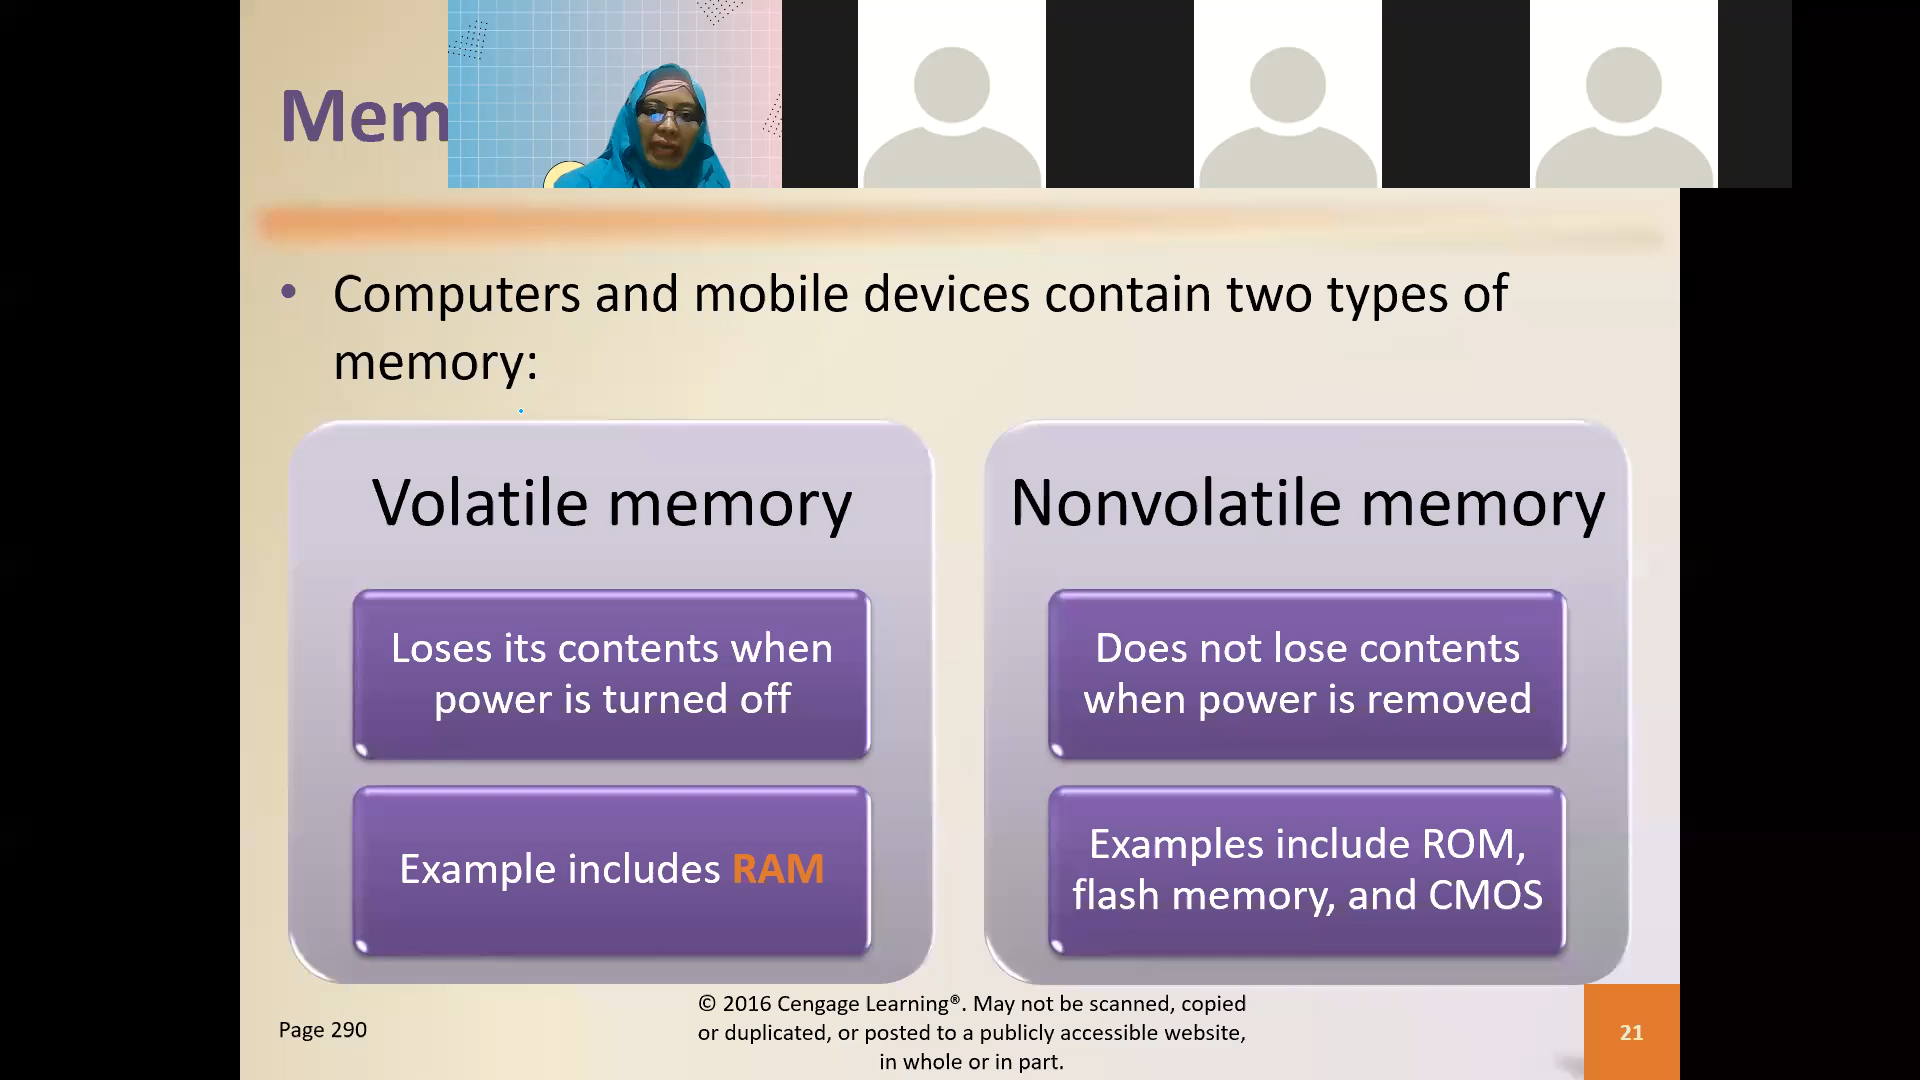 Mem
• Computers and mobile devices contain two types of
memory:
Volatile memory
Loses its contents when
power is turned off
Example includes RAM
Nonvolatile memory
Does not lose contents
when power is removed
Examples include ROM,
flash memory, and CMOS
Page 290
© 2016 Cengage Learning®. May not be scanned, copied
or duplicated, or posted to a publicly accessible website,
in whole or in part.
21